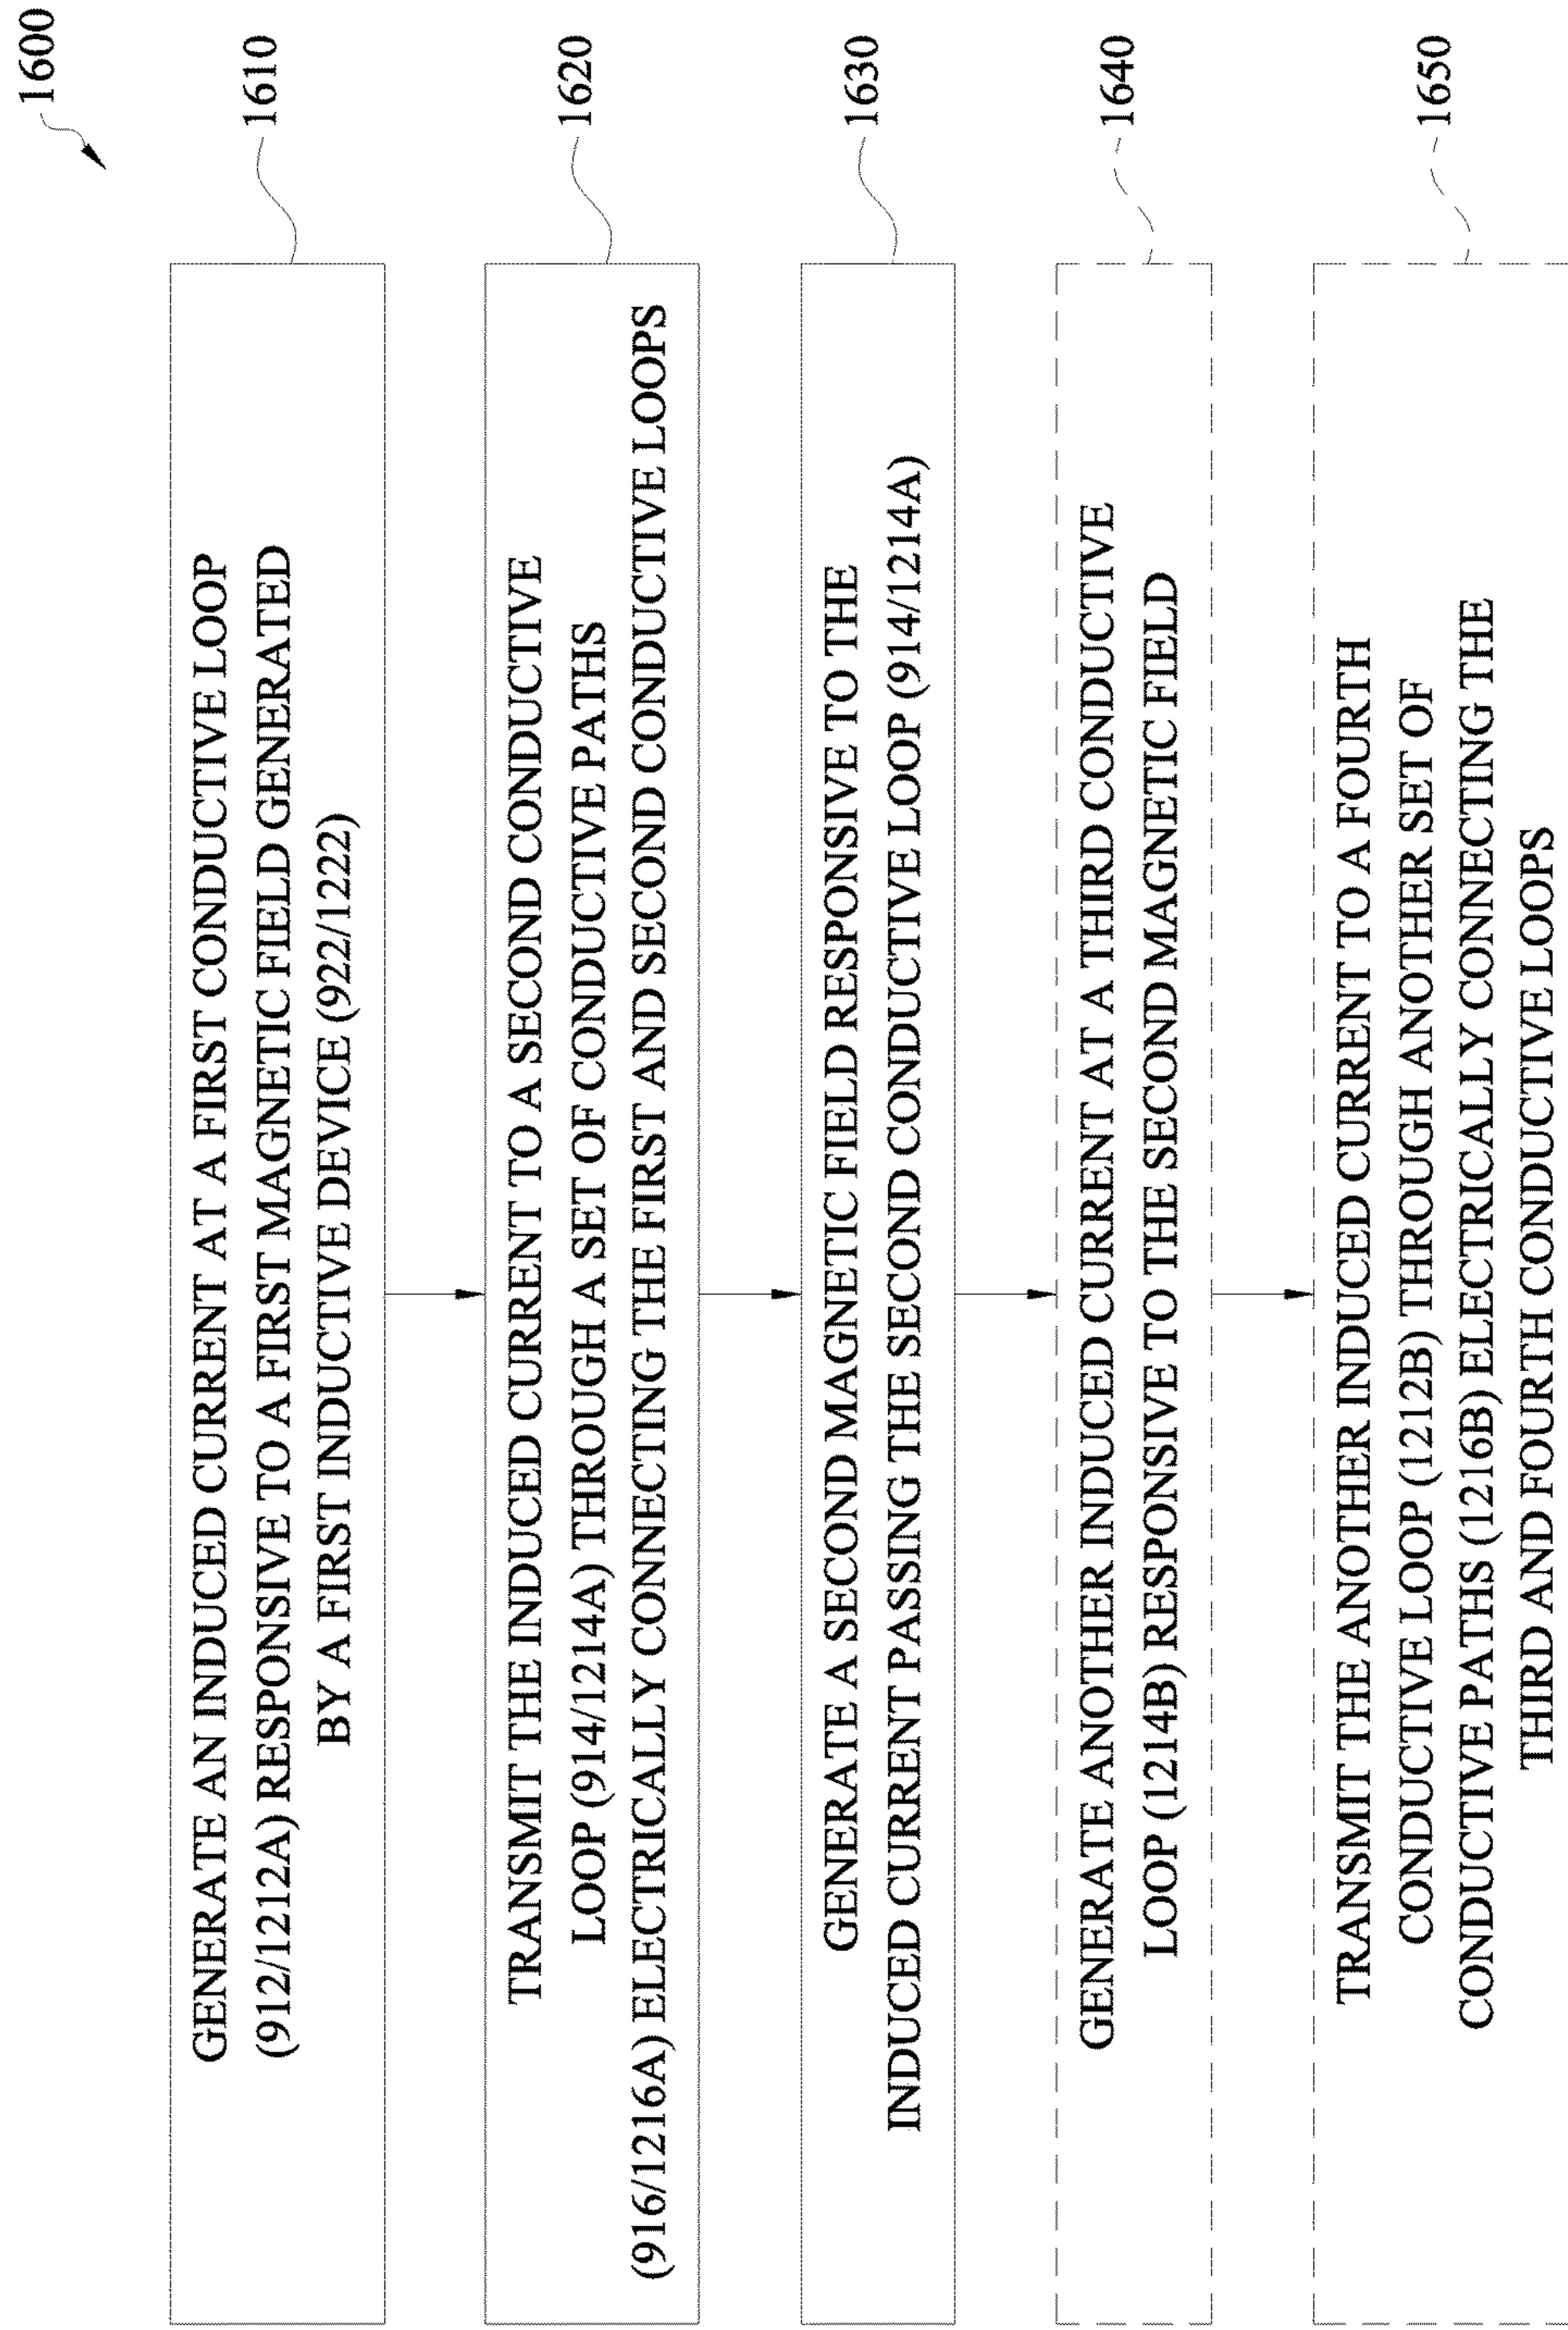 1600
GENERATE AN INDUCED CURRENT AT A FIRST CONDUCTIVE LOOP
(912/1212A) RESPONSIVE TO A FIRST MAGNETIC FIELD GENERATED
BY A FIRST INDUCTIVE DEVICE (922/1222)
1610
TRANSMIT THE INDUCED CURRENT TO A SECOND CONDUCTIVE
LOOP (914/1214A) THROUGH A SET OF CONDUCTIVE PATHS
(916/1216A) ELECTRICALLY CONNECTING THE FIRST AND SECOND CONDUCTIVE LOOPS
1620
GENERATE A SECOND MAGNETIC FIELD RESPONSIVE TO THE
INDUCED CURRENT PASSING THE SECOND CONDUCTIVE LOOP (914/1214A)
1630
GENERATE ANOTHER INDUCED CURRENT AT A THIRD CONDUCTIVE
LOOP (1214B) RESPONSIVE TO THE SECOND MAGNETIC FIELD
1640
TRANSMIT THE ANOTHER INDUCED CURRENT TO A FOURTH
CONDUCTIVE LOOP (1212B) THROUGH ANOTHER SET OF
CONDUCTIVE PATHS (1216B) ELECTRICALLY CONNECTING THE
THIRD AND FOURTH CONDUCTIVE LOOPS
1650